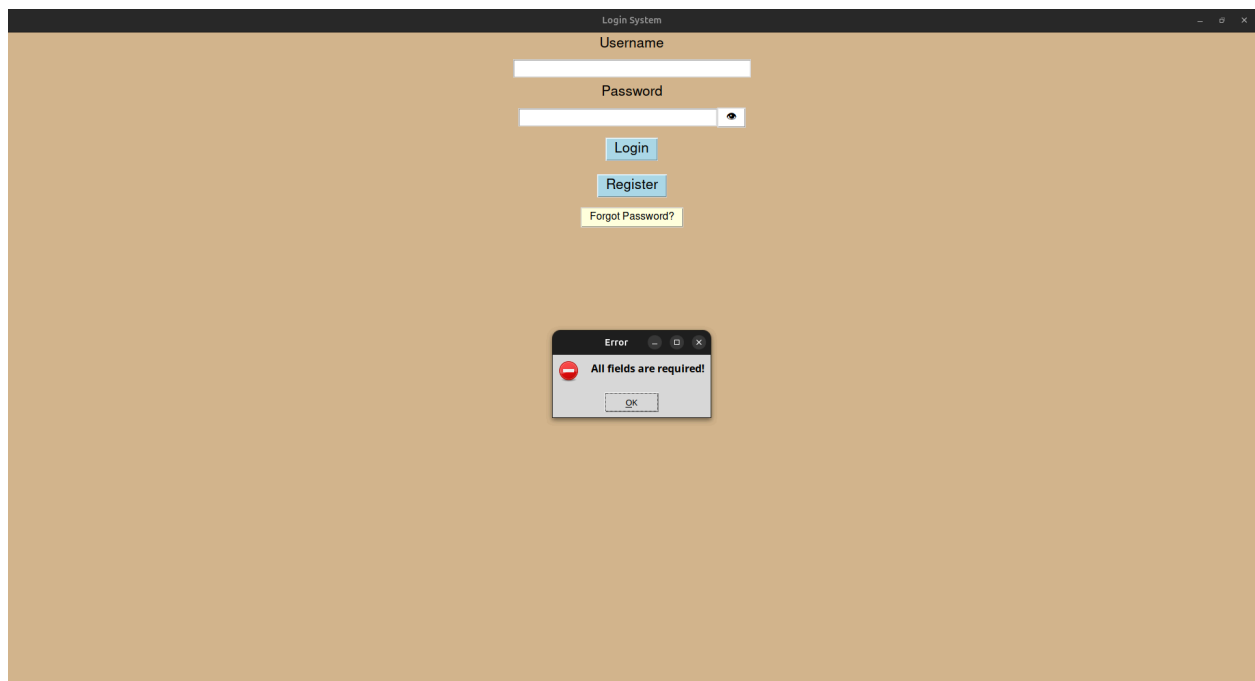 Login System
Username
Password
Login
Register
Forgot Password?
Error
All fields are required!
OK